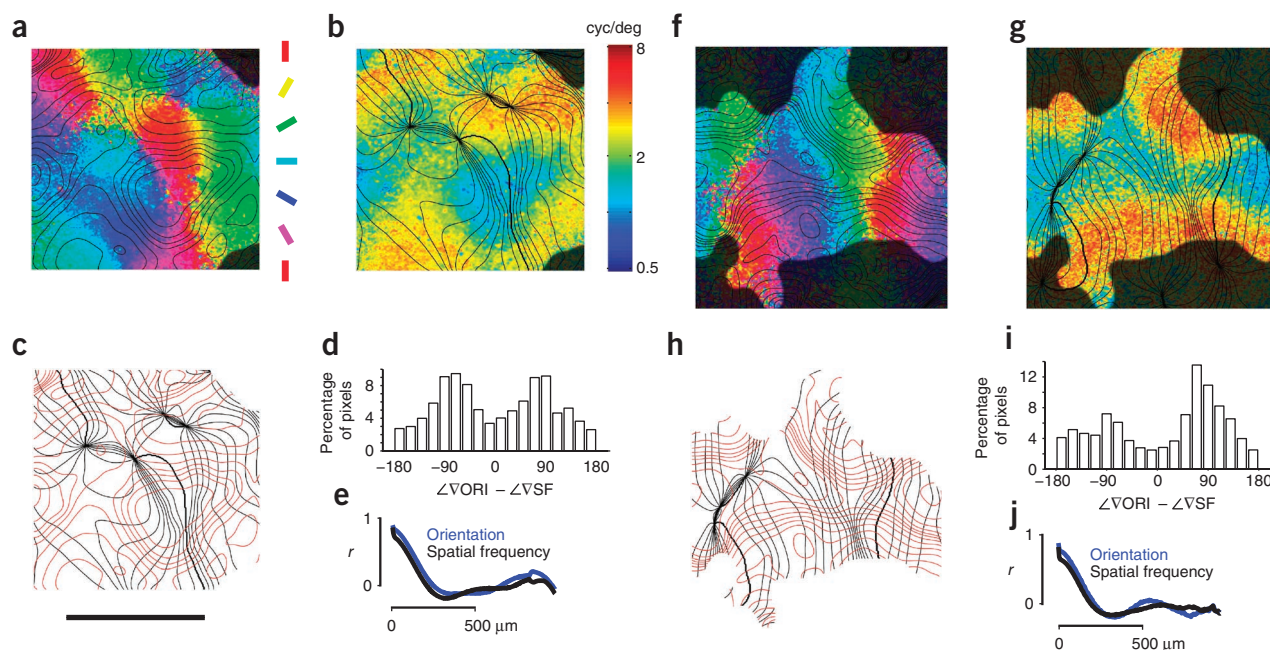 a
b
cyc/deg
8
2
0.5
f
g
c
d
Percentage
of pixels
8
4
0
−180
−90
0
90
180
∠∇ORI − ∠∇SF
e
1
r
0
Orientation
Spatial frequency
0
500 μm
h
i
Percentage
of pixels
12
8
4
0
−180
−90
0
90
180
∠∇ORI − ∠∇SF
j
1
r
0
Orientation
Spatial frequency
0
500 μm